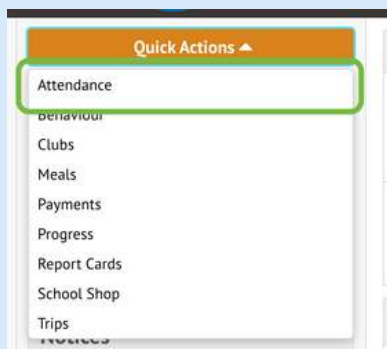 Quick Actions
Attendance
Behaviour
Clubs
Meals
Payments
Progress
Report Cards
School Shop
Trips
Notices